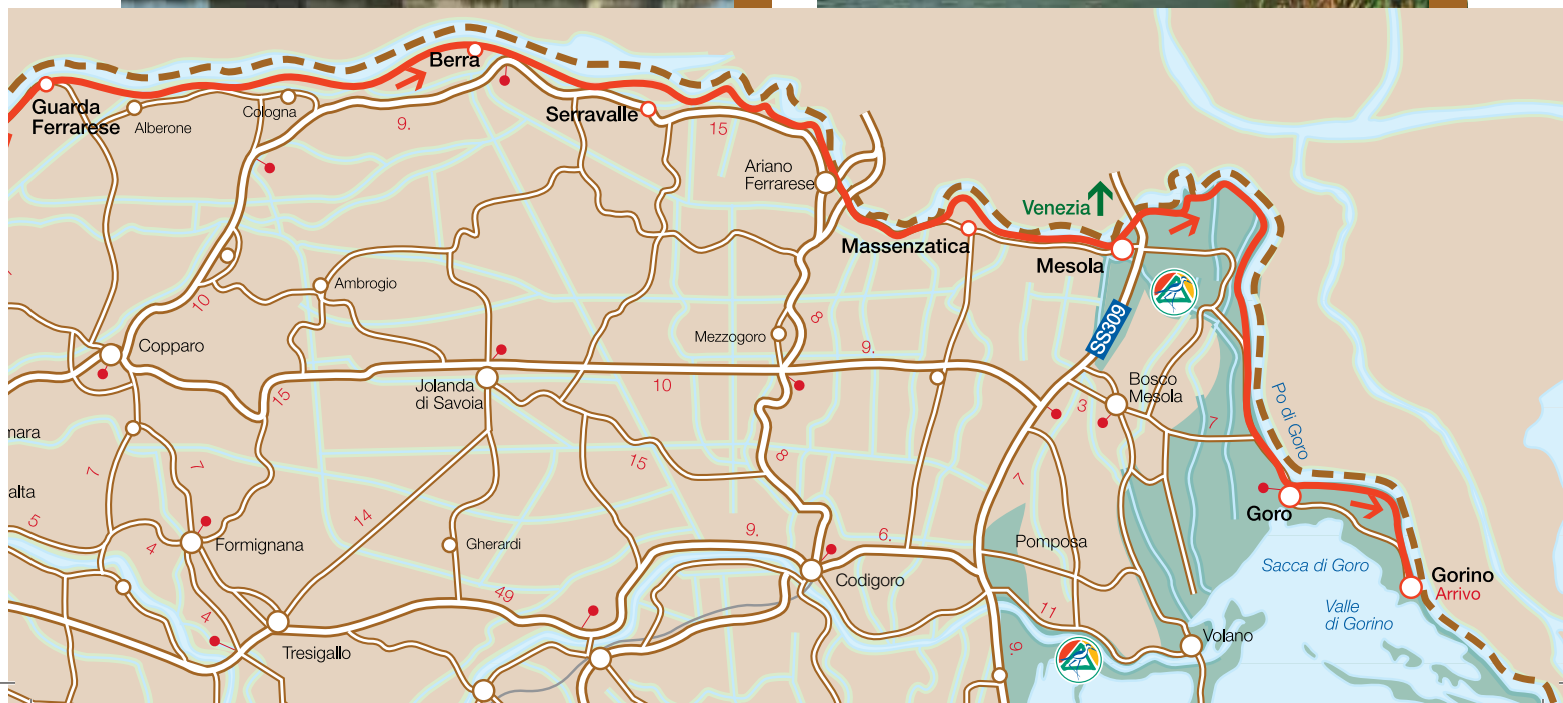 Berra
Guarda
Ferrarese
Alberone
Cologna
9.
Serravalle
15
Ariano
Ferrarese
Venezia
Massenzatica
Mesola
10
Ambrogio
SS309
Mezzogoro
8
9.
Copparo
15
Jolanda
di Savoia
10
Bosco
Mesola
3
7
Po di Goro
mara
7
7
15
8
7
alta
5
4
Formignana
14
Gherardi
9.
6.
Pomposa
Goro
Sacca di Goro
Codigoro
Gorino
Arrivo
Valle
di Gorino
49
4
11
9.
Volano
Tresigallo